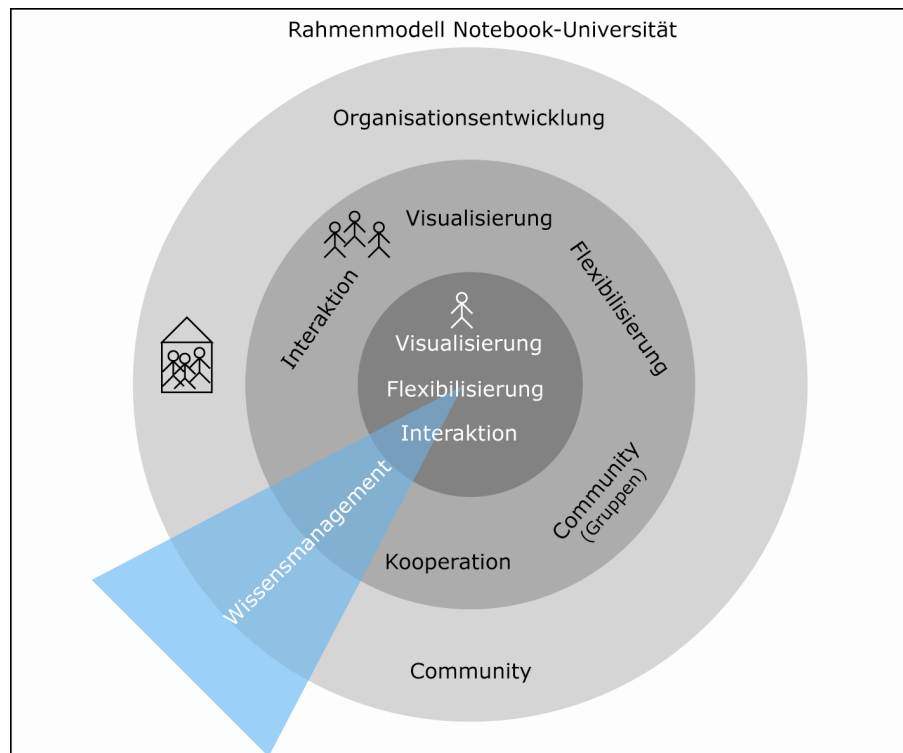 Rahmenmodell Notebook-Universität
Organisationsentwicklung
Visualisierung
Flexibilisierung
Interaktion
Visualisierung
Flexibilisierung
Interaktion
Community
(Gruppen)
Wissensmanagement
Kooperation
Community